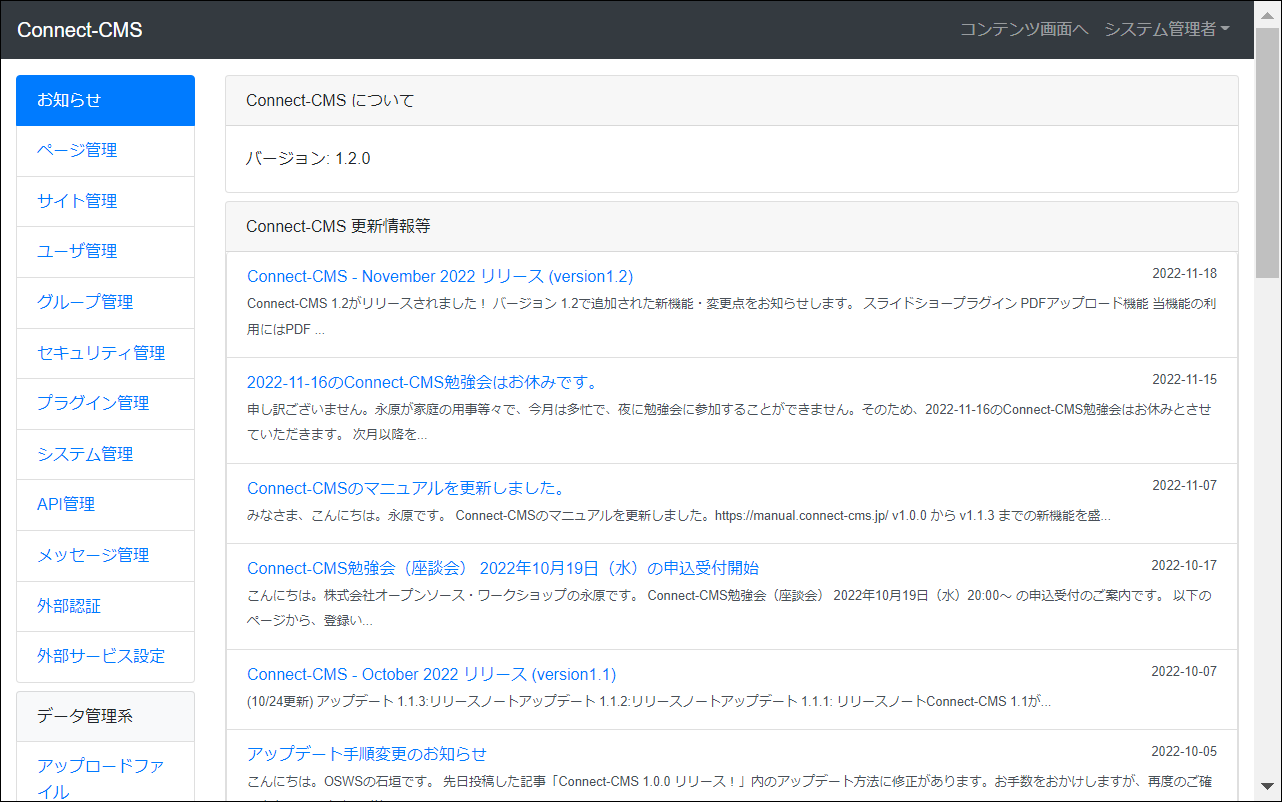 Connect-CMS
コンテンツ画面へ システム管理者
お知らせ
ページ管理
サイト管理
ユーザ管理
グループ管理
セキュリティ管理
プラグイン管理
システム管理
API管理
メッセージ管理
外部認証
外部サービス設定
データ管理系
アップロードファ
イル
Connect-CMS について
バージョン: 1.2.0
Connect-CMS 更新情報等
Connect-CMS - November 2022 リリース (version1.2) 2022-11-18
Connect-CMS 1.2がリリースされました！ バージョン 1.2で追加された新機能・変更点をお知らせします。 スライドショープラグイン PDFアップロード機能 当機能の利
用にはPDF ...
2022-11-16のConnect-CMS勉強会はお休みです。 2022-11-15
申し訳ございません。永原が家庭の用事等々で、今月は多忙で、夜に勉強会に参加することができません。そのため、2022-11-16のConnect-CMS勉強会はお休みとさせ
ていただきます。 次月以降を...
Connect-CMSのマニュアルを更新しました。 2022-11-07
みなさま、こんにちは。永原です。 Connect-CMSのマニュアルを更新しました。https://manual.connect-cms.jp/ v1.0.0 から v1.1.3 までの新機能を盛...
Connect-CMS勉強会（座談会） 2022年10月19日（水）の申込受付開始 2022-10-17
こんにちは。株式会社オープンソース・ワークショップの永原です。 Connect-CMS勉強会（座談会） 2022年10月19日（水）20:00～ の申込受付のご案内です。 以下の
ページから、登録い...
Connect-CMS - October 2022 リリース (version1.1) 2022-10-07
(10/24更新) アップデート 1.1.3:リリースノートアップデート 1.1.2:リリースノートアップデート 1.1.1: リリースノートConnect-CMS 1.1が...
アップデート手順変更のお知らせ 2022-10-05
こんにちは。OSWSの石垣です。 先日投稿した記事「Connect-CMS 1.0.0 リリース！」内のアップデート方法に修正があります。お手数をおかけしますが、再度のご確